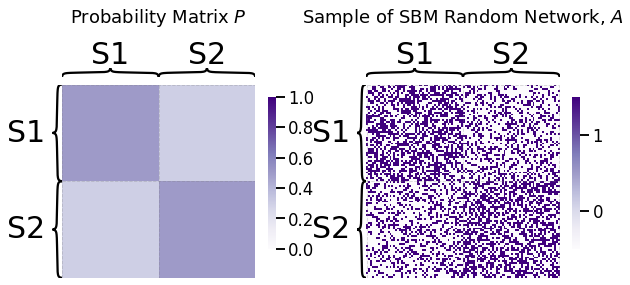 Probability Matrix P
S1 S2
S1
S2
1.0
0.8
0.6
0.4
0.2
0.0
Sample of SBM Random Network, A
S1 S2
S1
S2
1
0